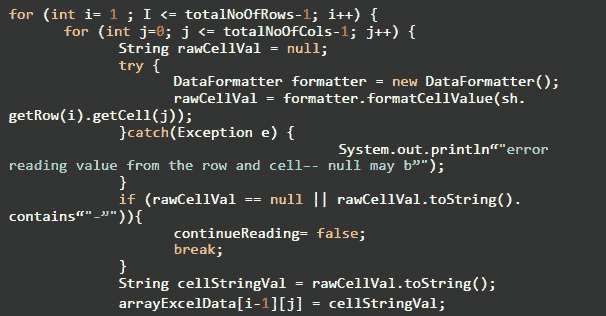 for (int i= 1 ; I <= totalNoOfRows-1; i++) {
for (int j=0; j <= totalNoOfCols-1; j++) {
String rawCellVal = null;
try {
DataFormatter formatter = new DataFormatter();
rawCellVal = formatter.formatCellValue(sh.
getRow(i).getCell(j));
}catch(Exception e) {
System.out.println“"error
reading value from the row and cell-- null may b”");
}
if (rawCellVal == null || rawCellVal.toString().
contains“"-”")){
continueReading= false;
break;
}
String cellStringVal = rawCellVal.toString();
arrayExcelData[i-1][j] = cellStringVal;